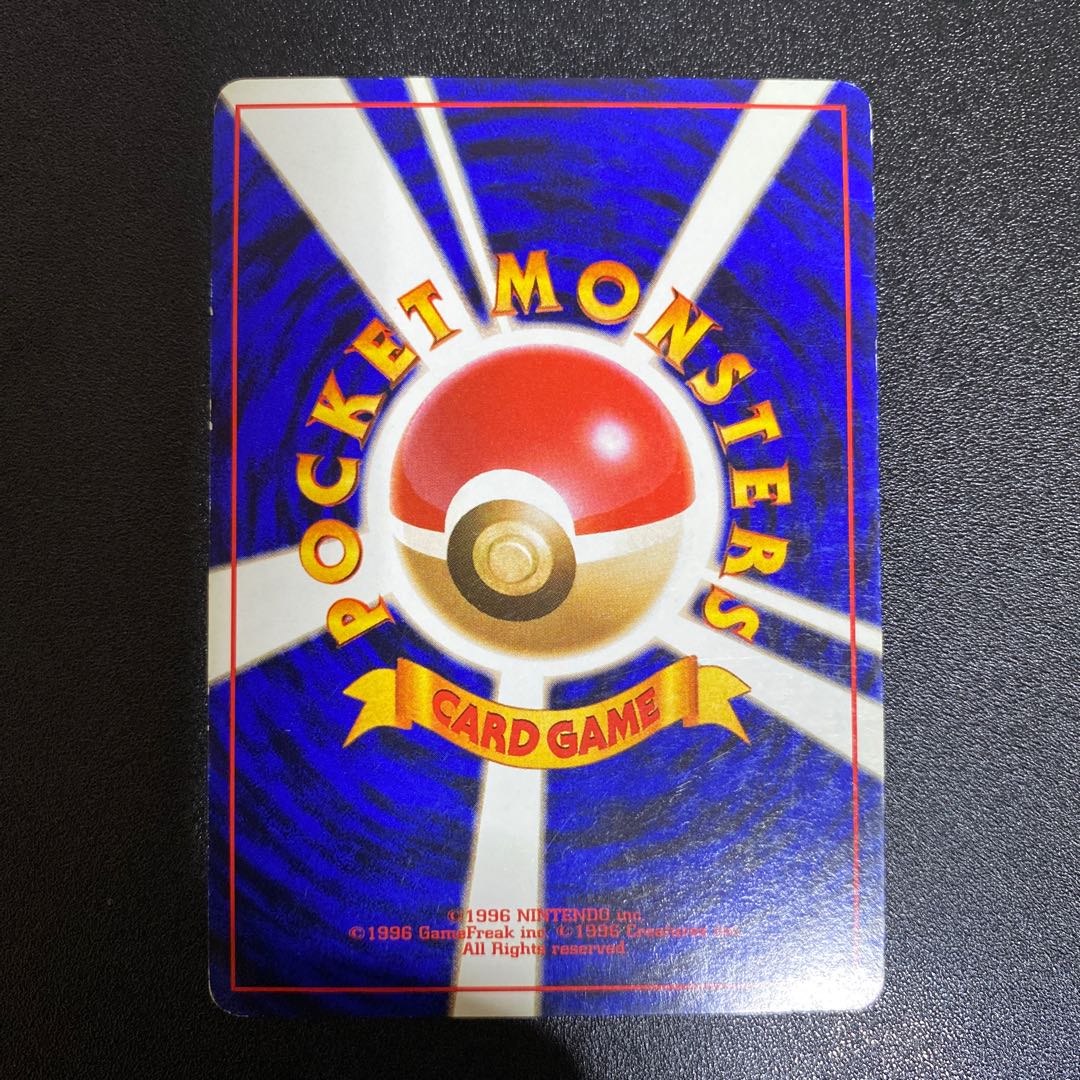 POCKET MONSTERS
CARD GAME
©1996 NINTENDO inc.
©1996 GameFreak inc. ©1996 Creatures inc.
All Rights reserved.